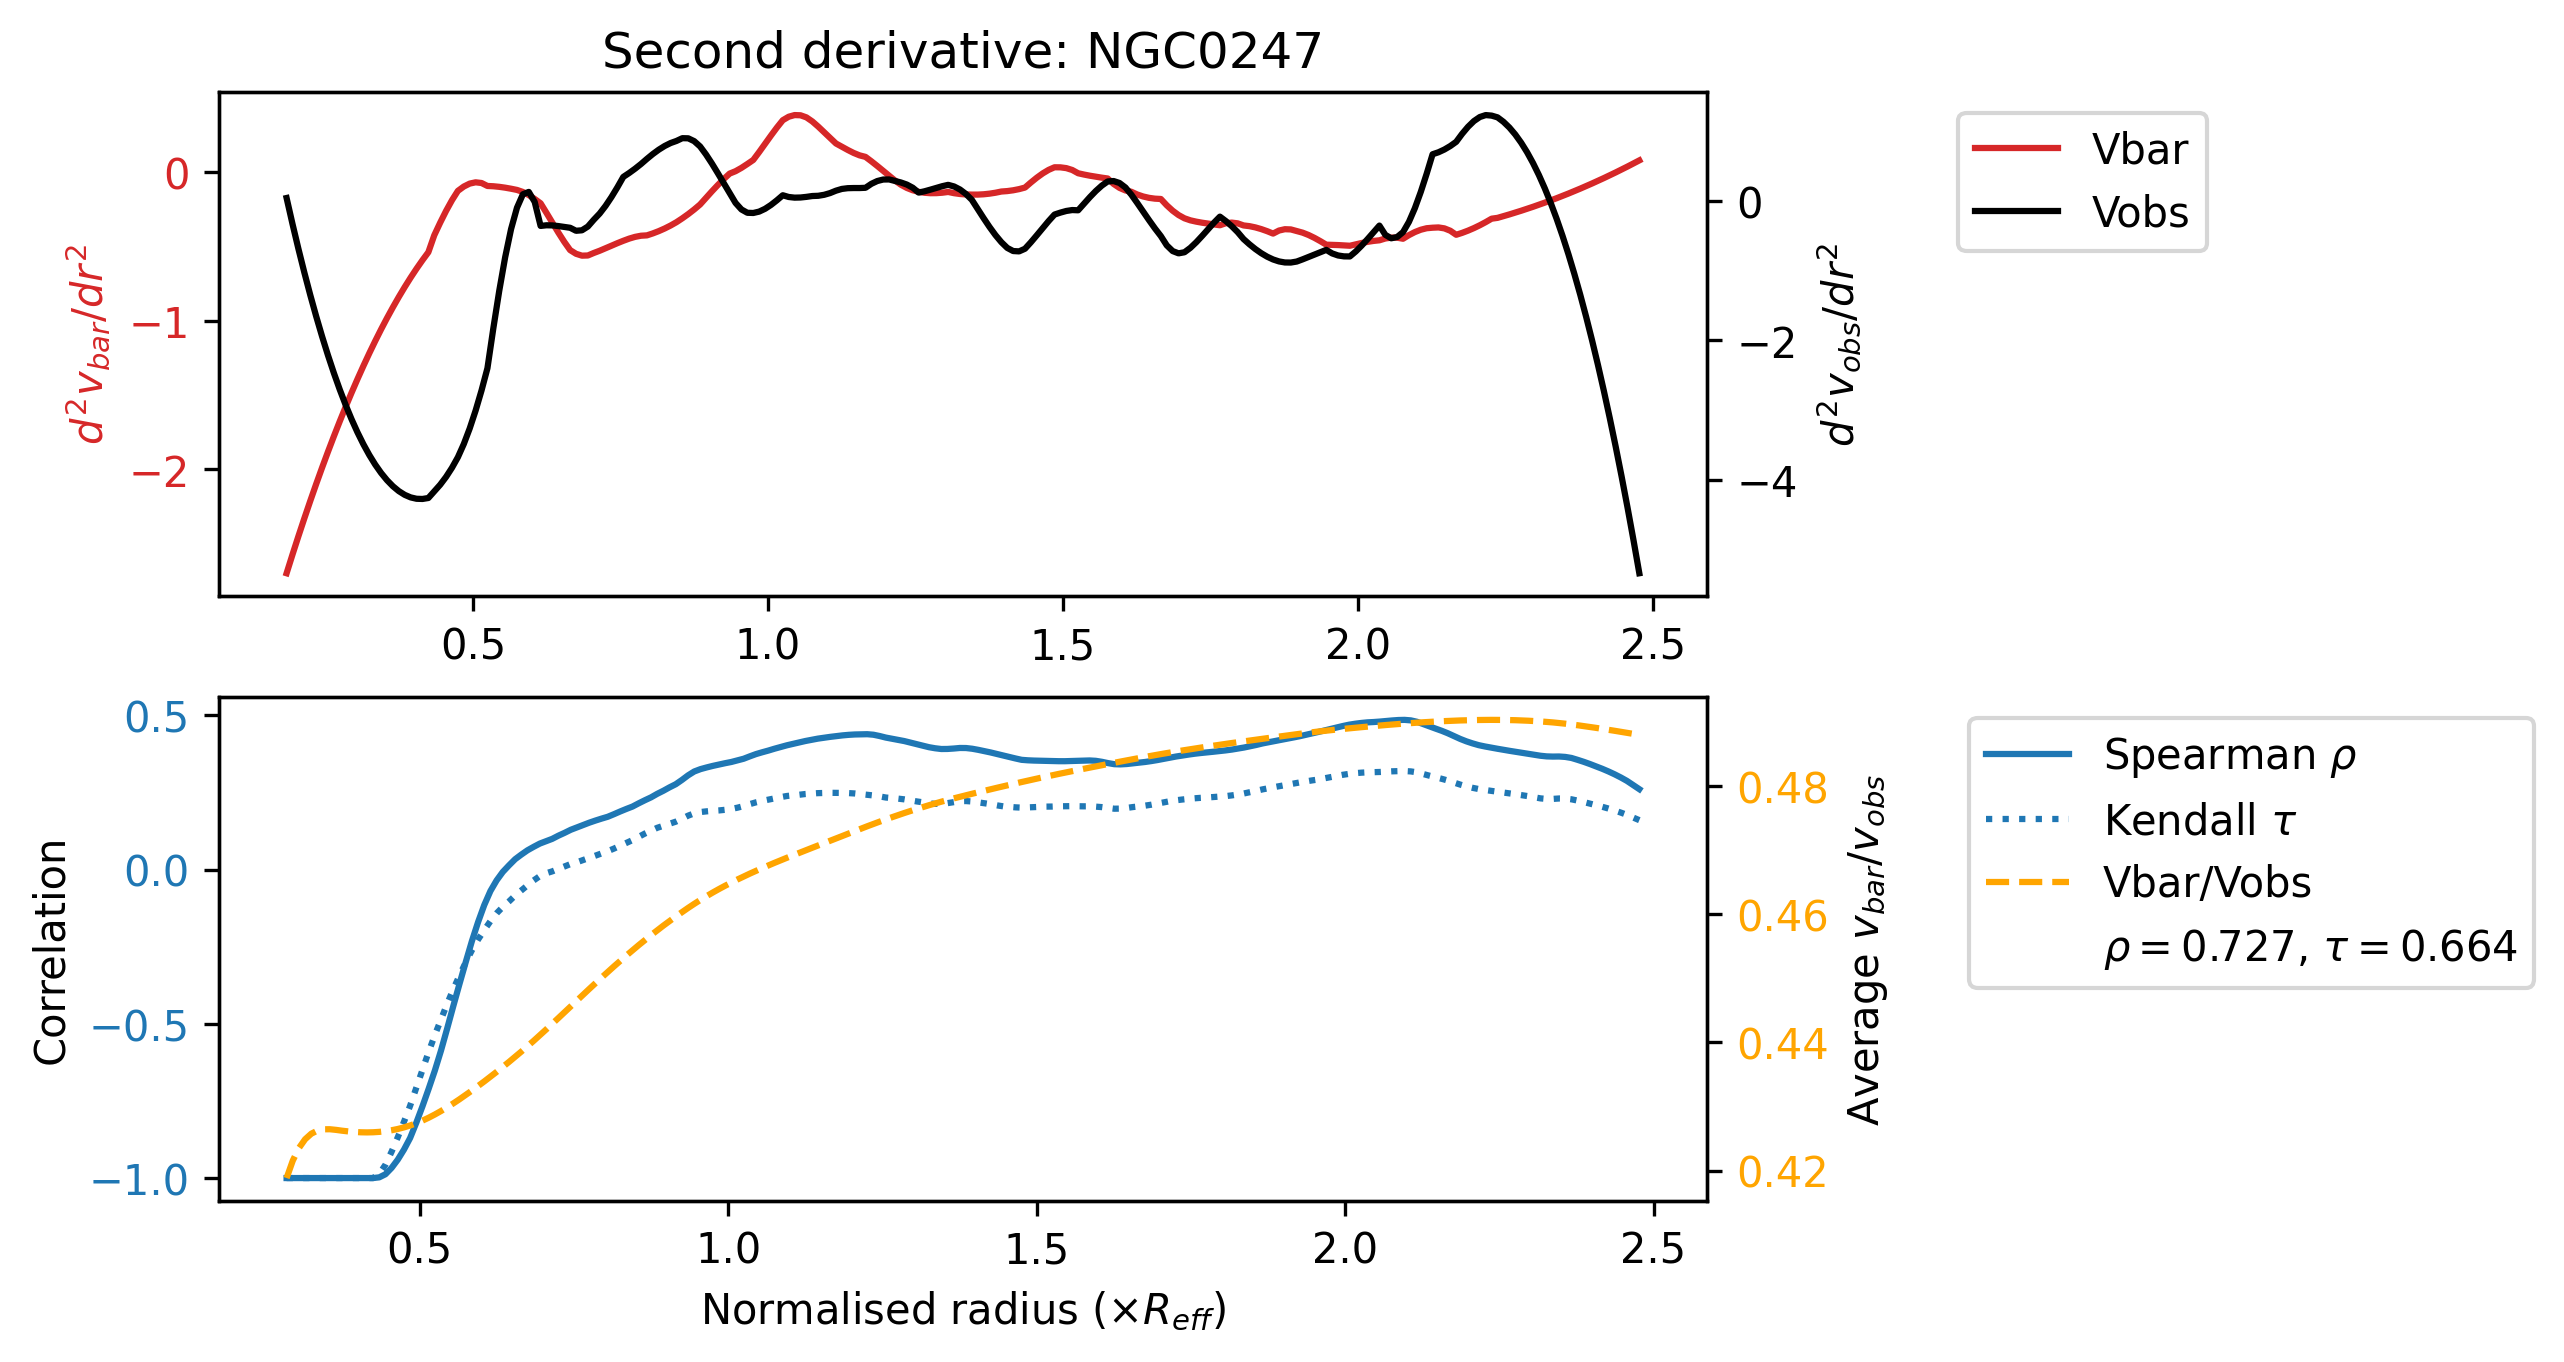 Second derivative: NGC0247
0
−1
−2
d²v_bar/dr²
0
−2
−4
d²v_obs/dr²
Vbar
Vobs
0.5 1.0 1.5 2.0 2.5
0.5
0.0
−0.5
−1.0
Correlation
0.48
0.46
0.44
0.42
Average v_bar/v_obs
Spearman ρ
Kendall τ
Vbar/Vobs
ρ = 0.727, τ = 0.664
0.5 1.0 1.5 2.0 2.5
Normalised radius (×R_eff)